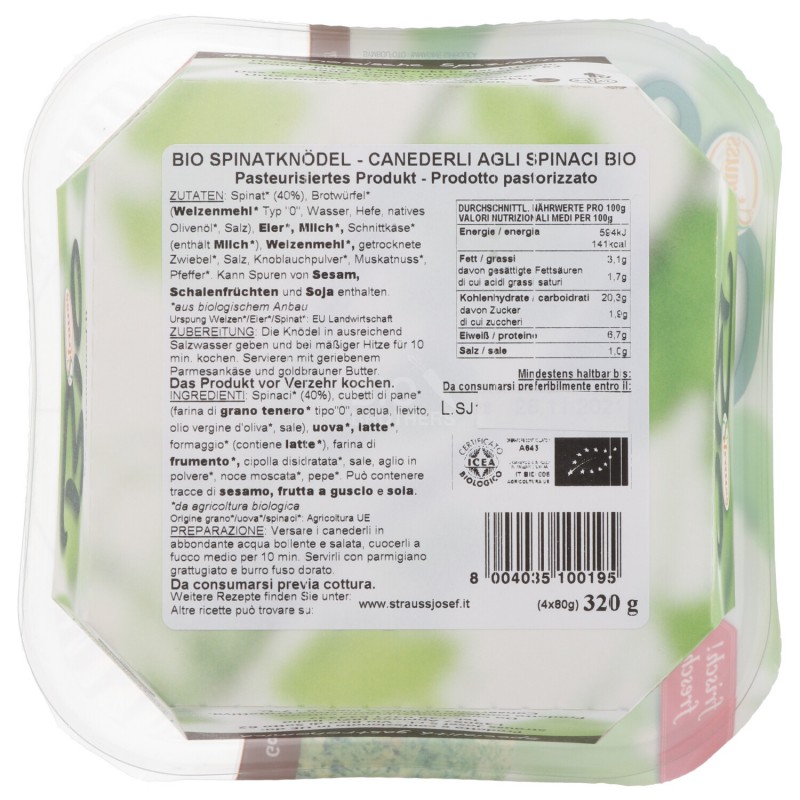 BIO SPINATKNÖDEL - CANEDERLI AGLI SPINACI BIO
Pasteurisiertes Produkt - Prodotto pastorizzato
ZUTATEN: Spinat* (40%), Brotwürfel*
(Weizenmehl* Typ "0", Wasser, Hefe, natives
Olivenöl*, Salz), Eier*, Milch*, Schnittkäse*
(enthält Milch*), Weizenmehl*, getrocknete
Zwiebel*, Salz, Knoblauchpulver*, Muskatnuss*,
Pfeffer*. Kann Spuren von Sesam,
Schalenfrüchten und Soja enthalten.
*aus biologischem Anbau
Urspung Weizen*/Eier*/Spinat*: EU Landwirtschaft
ZUBEREITUNG: Die Knödel in ausreichend
Salzwasser geben und bei mäßiger Hitze für 10
min. kochen. Servieren mit geriebenem
Parmesankäse und goldbrauner Butter.
Das Produkt vor Verzehr kochen.
INGREDIENTI: Spinaci* (40%), cubetti di pane*
(farina di grano tenero* tipo"0", acqua, lievito,
olio vergine d'oliva*, sale), uova*, latte*,
formaggio* (contiene latte*), farina di
frumento*, cipolla disidratata*, sale, aglio in
polvere*, noce moscata*, pepe*. Può contenere
tracce di sesamo, frutta a guscio e soia.
*da agricoltura biologica
Origine grano*/uova*/spinaci*: Agricoltura UE
PREPARAZIONE: Versare i canederli in
abbondante acqua bollente e salata, cuocerli a
fuoco medio per 10 min. Servirli con parmigiano
grattugiato e burro fuso dorato.
Da consumarsi previa cottura.
Weitere Rezepte finden Sie unter:
Altre ricette può trovare su:
www.straussjosef.it
DURCHSCHNITTL. NÄHRWERTE PRO 100g
VALORI NUTRIZIONALI MEDI PER 100g
Energie / energia 594kJ
141kcal
Fett / grassi 3,1g
davon gesättigte Fettsäuren
di cui acidi grassi saturi 1,7g
Kohlenhydrate / carboidrati 20,3g
davon Zucker
di cui zuccheri 1,9g
Eiweiß / proteine 6,7g
Salz / sale 1,0g
Mindestens haltbar bis:
Da consumarsi preferibilmente entro il:
L.SJ1
CERTIFICATO
ICEA
BIOLOGICO
A643
IT BIO 006
AGRICOLTURA UE
8 004035 100195
(4x80g) 320 g
fresch!
frisch!